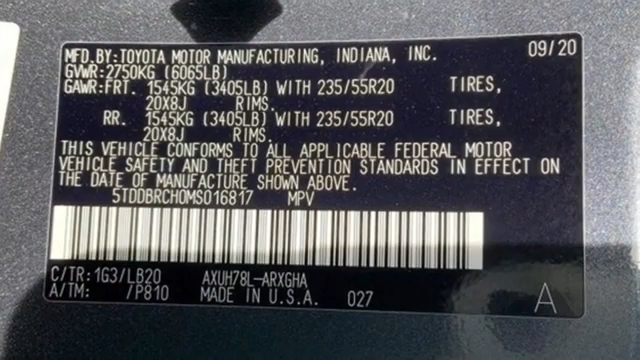 MFD.BY:TOYOTA MOTOR MANUFACTURING, INDIANA, INC. 09/20
GVWR:2750KG (6065LB)
GAWR:FRT. 1545KG (3405LB) WITH 235/55R20 TIRES,
20X8J RIMS.
RR. 1545KG (3405LB) WITH 235/55R20 TIRES,
20X8J RIMS.
THIS VEHICLE CONFORMS TO ALL APPLICABLE FEDERAL MOTOR
VEHICLE SAFETY AND THEFT PREVENTION STANDARDS IN EFFECT ON
THE DATE OF MANUFACTURE SHOWN ABOVE.
5TDDBRCH0MS016817 MPV
C/TR:1G3/LB20 AXUH78L-ARXGHA
A/TM: /P810 MADE IN U.S.A. 027 A